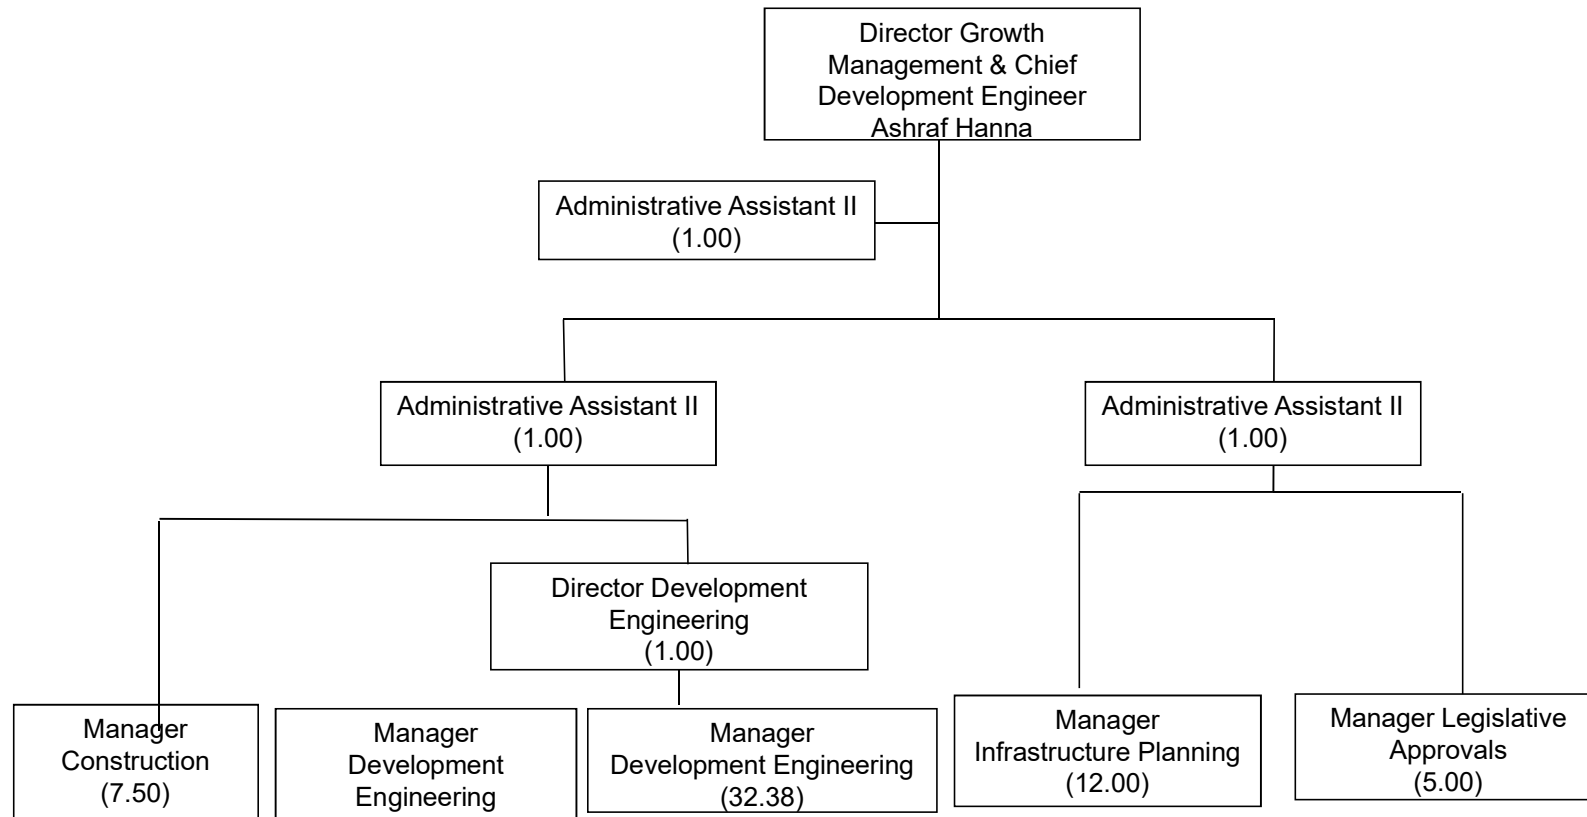 Director Growth
Management & Chief
Development Engineer
Ashraf Hanna
Administrative Assistant II
(1.00)
Administrative Assistant II
(1.00)
Administrative Assistant II
(1.00)
Director Development
Engineering
(1.00)
Manager
Construction
(7.50)
Manager
Development
Engineering
Manager
Development Engineering
(32.38)
Manager
Infrastructure Planning
(12.00)
Manager Legislative
Approvals
(5.00)